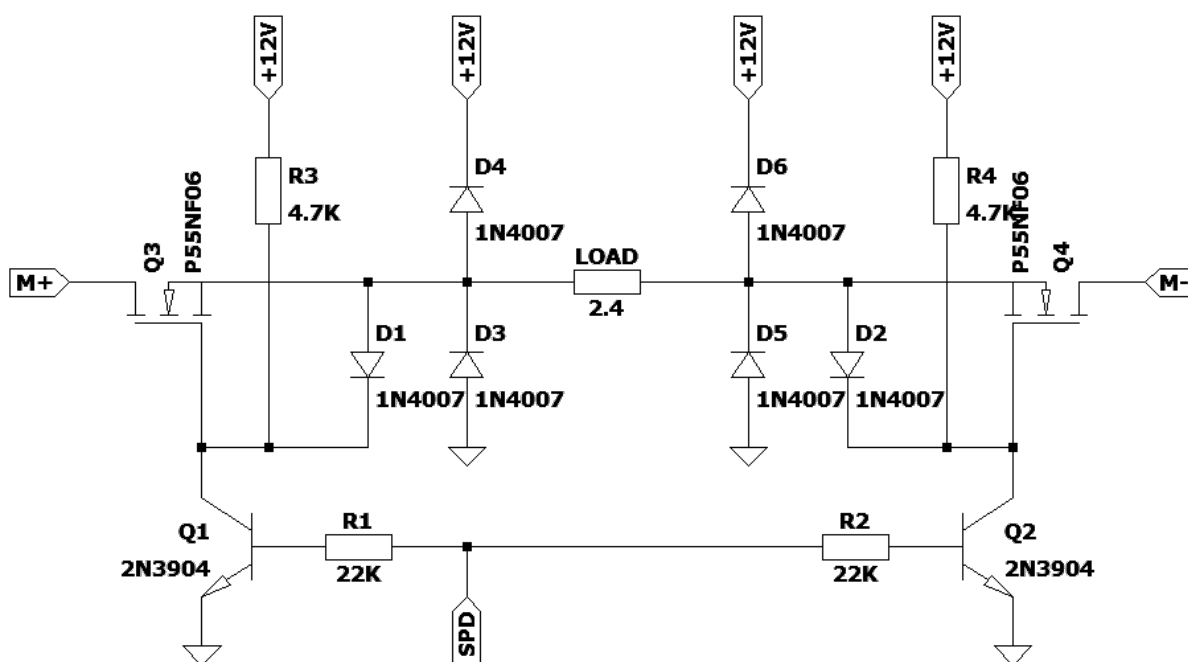 +12V
+12V
+12V
+12V
Q3
P55NF06
R3
4.7K
D4
1N4007
D6
1N4007
R4
4.7K
P55NF06
Q4
M+
LOAD
2.4
M-
D1
1N4007
D3
1N4007
D5
1N4007
D2
1N4007
Q1
2N3904
R1
22K
R2
22K
Q2
2N3904
SPD